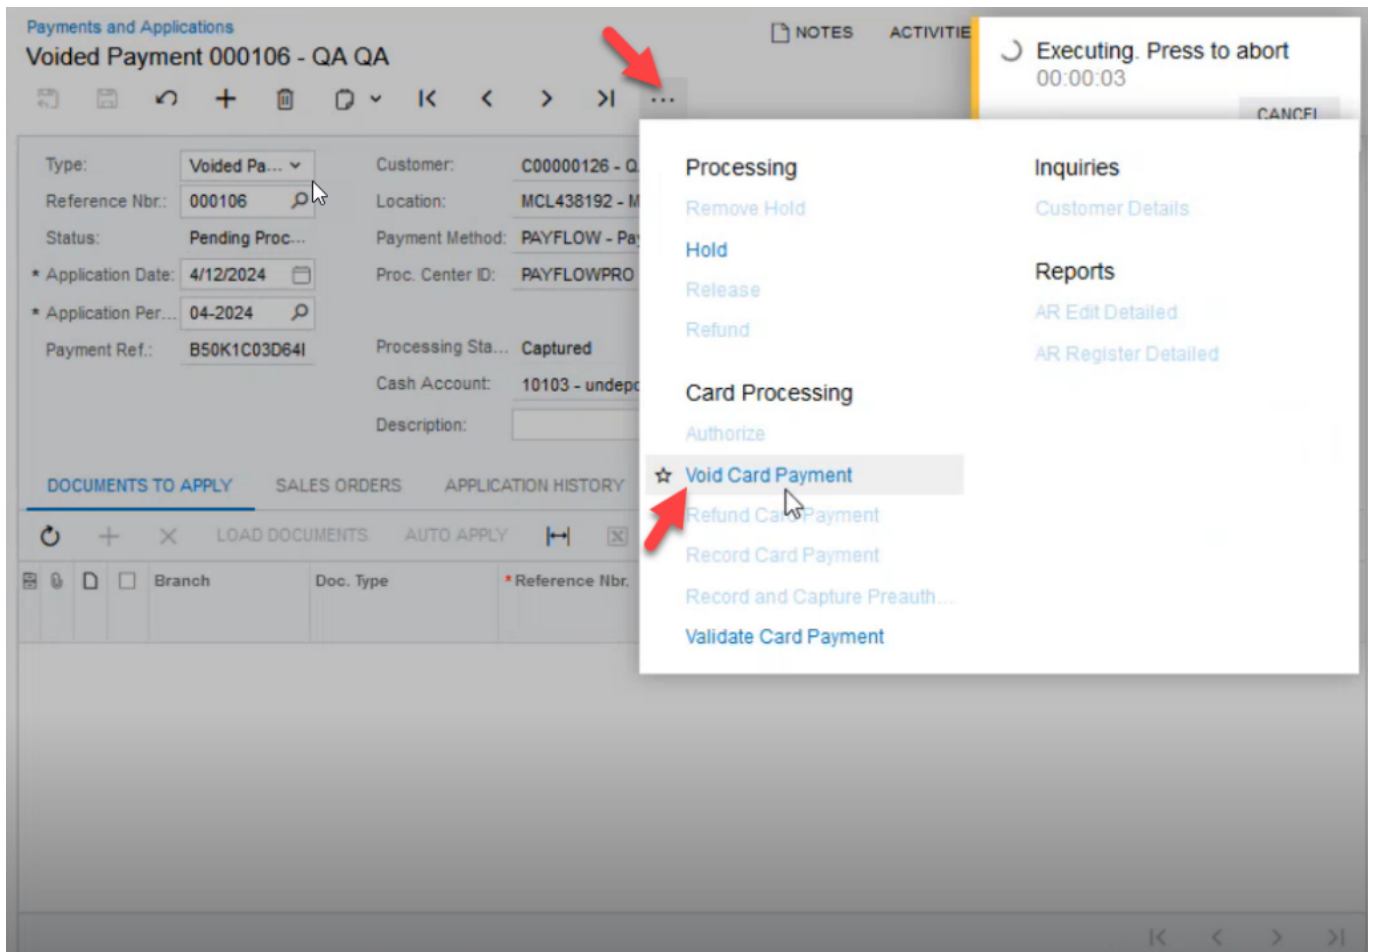 Payments and Applications
Voided Payment 000106 - QA QA
NOTES
ACTIVITIE
Executing. Press to abort
00:00:03
CANCEL
Type: Voided Pa...
Reference Nbr.: 000106
Status: Pending Proc...
* Application Date: 4/12/2024
* Application Per... 04-2024
Payment Ref.: B50K1C03D64I
Customer: C00000126 - Q
Location: MCL438192 - M
Payment Method: PAYFLOW - Pa
Proc. Center ID: PAYFLOWPRO
Processing Sta... Captured
Cash Account: 10103 - undepo
Description:
Processing
Remove Hold
Hold
Release
Refund
Card Processing
Authorize
Void Card Payment
Refund Card Payment
Record Card Payment
Record and Capture Preauth...
Validate Card Payment
Inquiries
Customer Details
Reports
AR Edit Detailed
AR Register Detailed
DOCUMENTS TO APPLY SALES ORDERS APPLICATION HISTORY
LOAD DOCUMENTS AUTO APPLY
Branch Doc. Type * Reference Nbr.